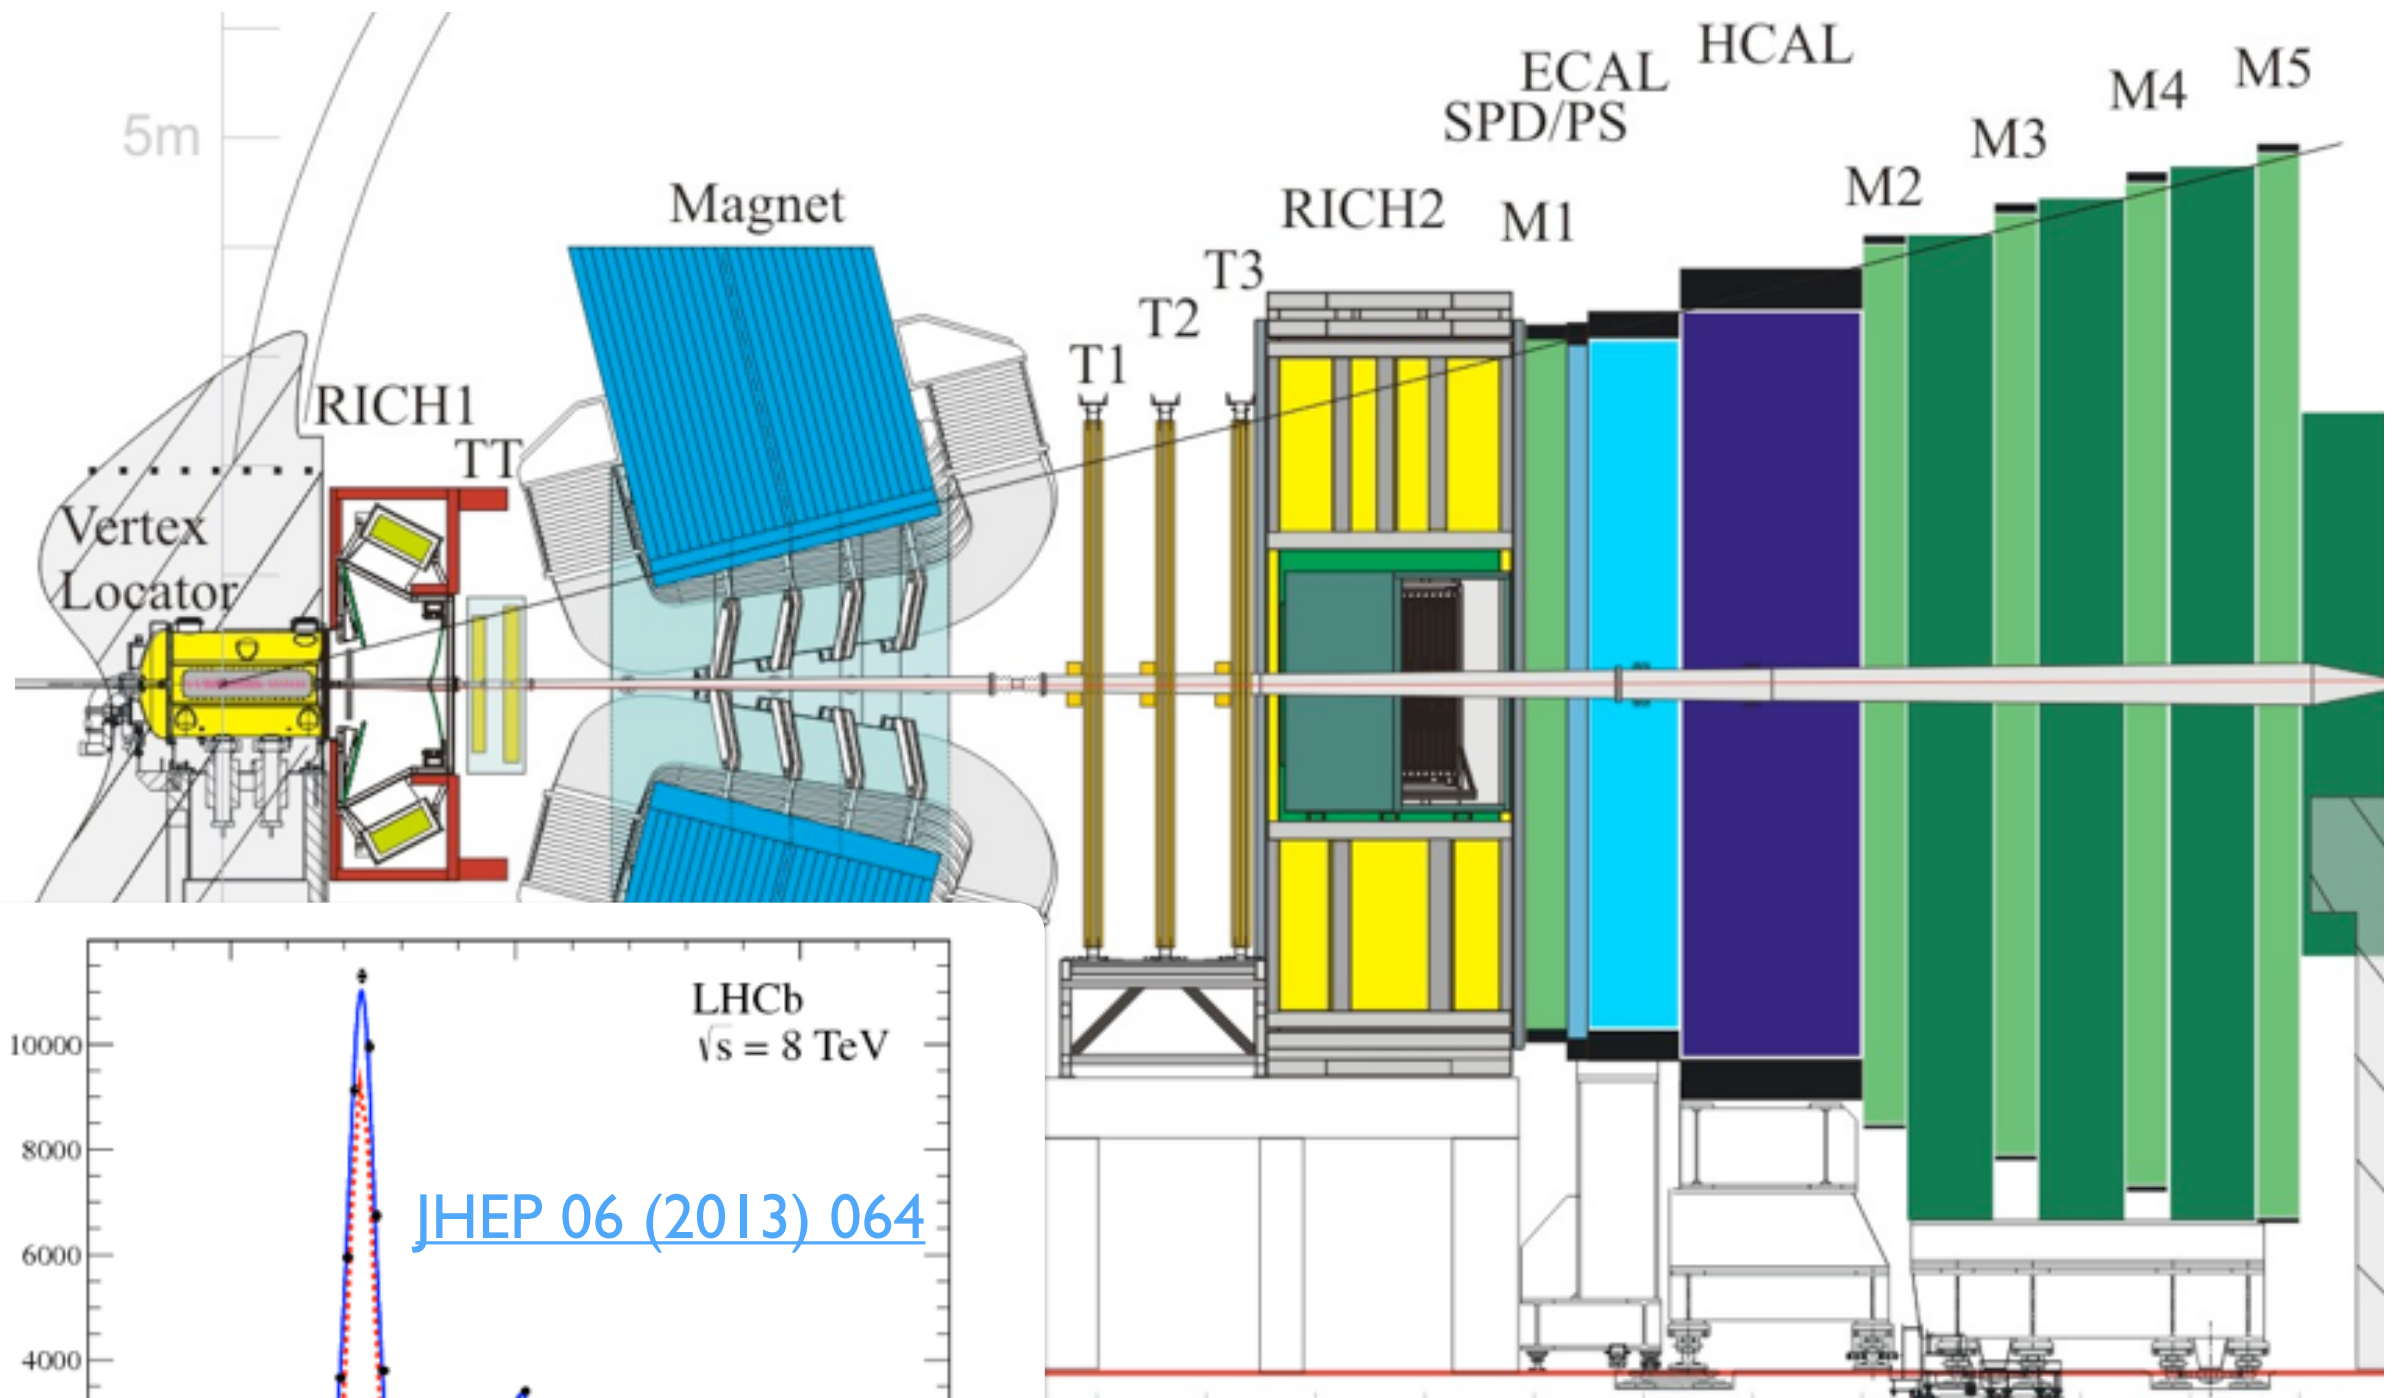 HCAL
ECAL
SPD/PS
M5
M4
M3
M2
5m
Magnet
RICH2
M1
T3
T2
T1
RICH1
TT
Vertex
Locator
LHCb
√s = 8 TeV
10000
8000
JHEP 06 (2013) 064
6000
4000